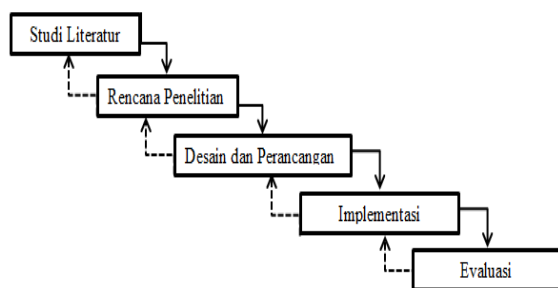 Studi Literatur
Rencana Penelitian
Desain dan Perancangan
Implementasi
Evaluasi